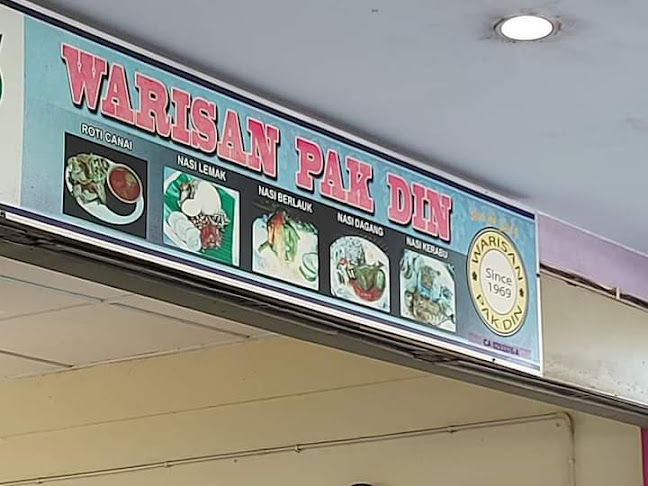 WARISAN PAK DIN
ROTI CANAI
NASI LEMAK
NASI BERLAUK
NASI DAGANG
NASI KERABU
WARISAN
Since
1969
PAK DIN